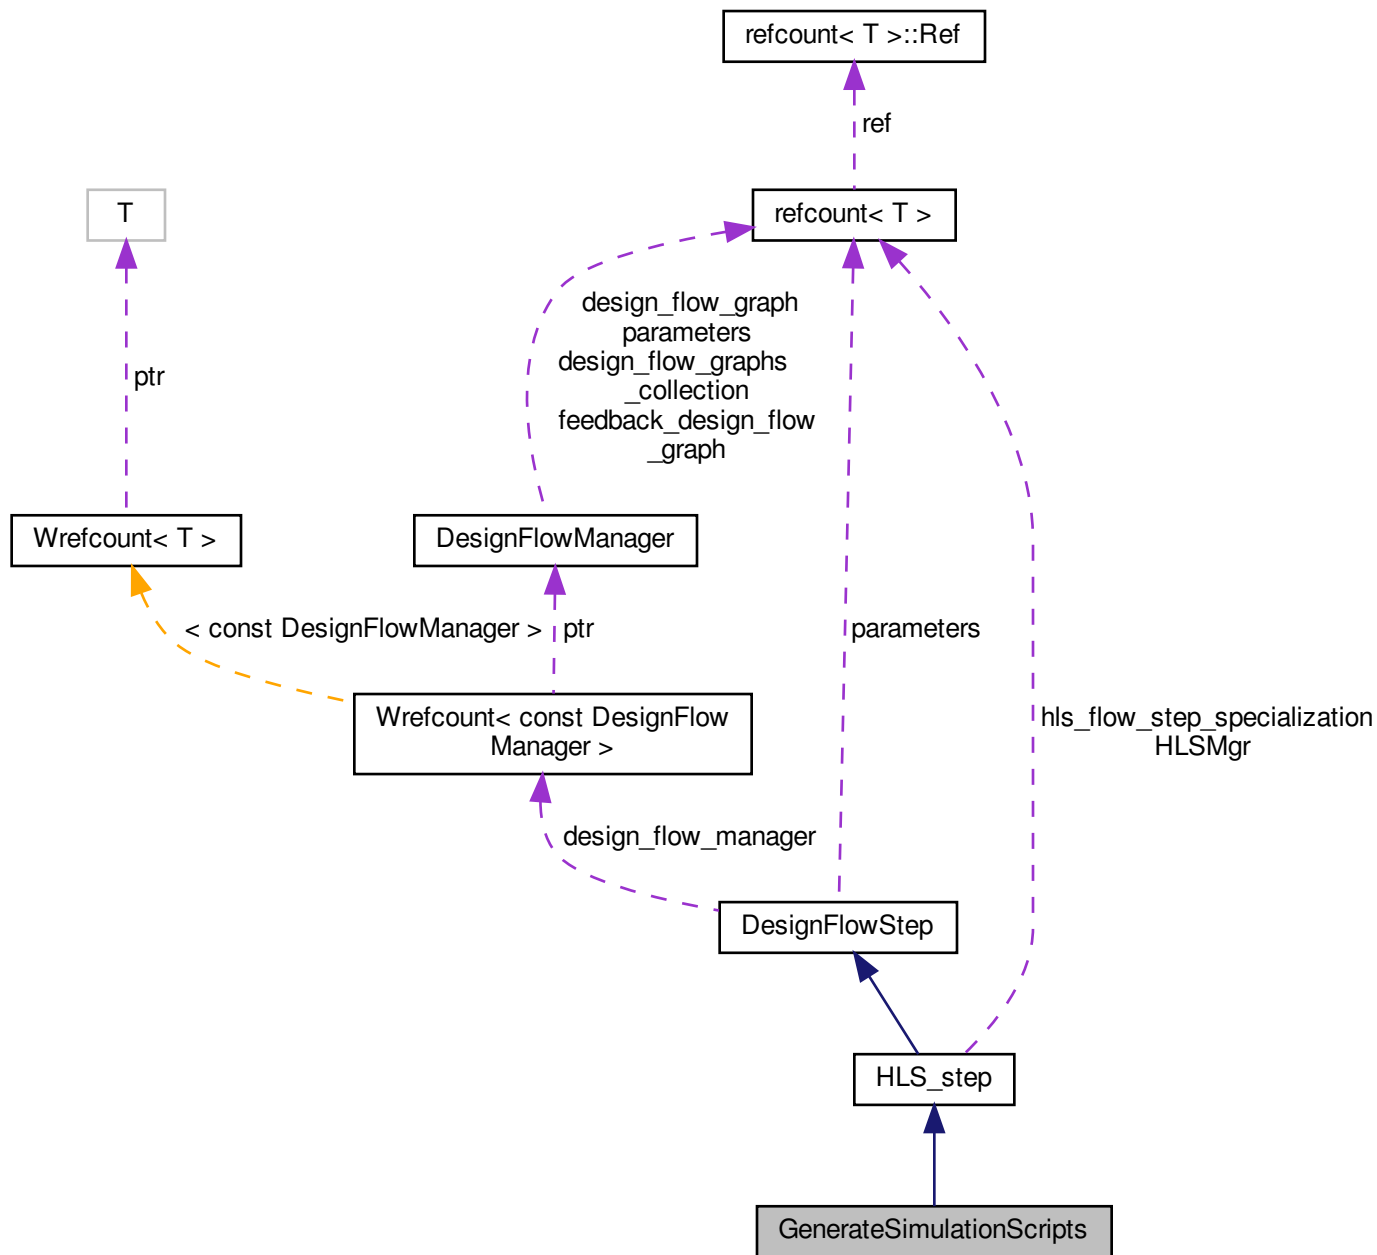 refcount< T >::Ref
ref
T
refcount< T >
design_flow_graph
parameters
design_flow_graphs
_collection
feedback_design_flow
_graph
ptr
Wrefcount< T >
DesignFlowManager
< const DesignFlowManager >
ptr
parameters
Wrefcount< const DesignFlow
Manager >
hls_flow_step_specialization
HLSMgr
design_flow_manager
DesignFlowStep
HLS_step
GenerateSimulationScripts